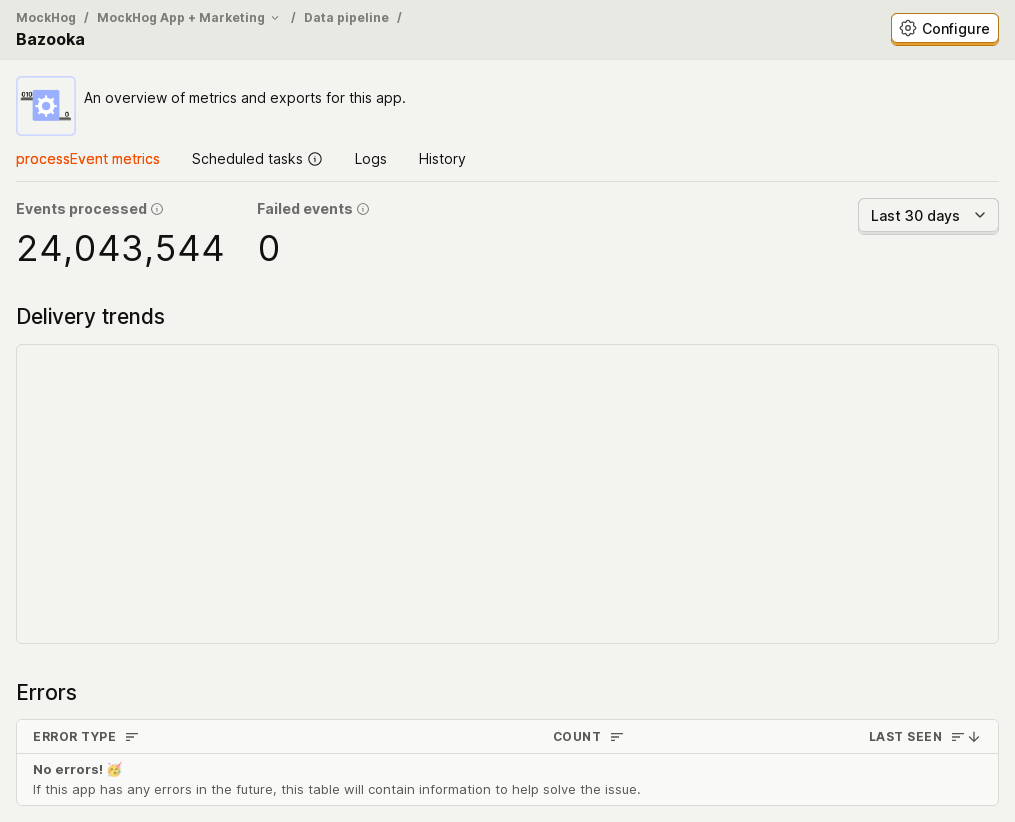 MockHog / MockHog App + Marketing / Data pipeline /
Bazooka
Configure
010
0
An overview of metrics and exports for this app.
processEvent metrics Scheduled tasks Logs History
Events processed Failed events
24,043,544 0
Last 30 days
Delivery trends
Errors
ERROR TYPE COUNT LAST SEEN
No errors! 🥳
If this app has any errors in the future, this table will contain information to help solve the issue.